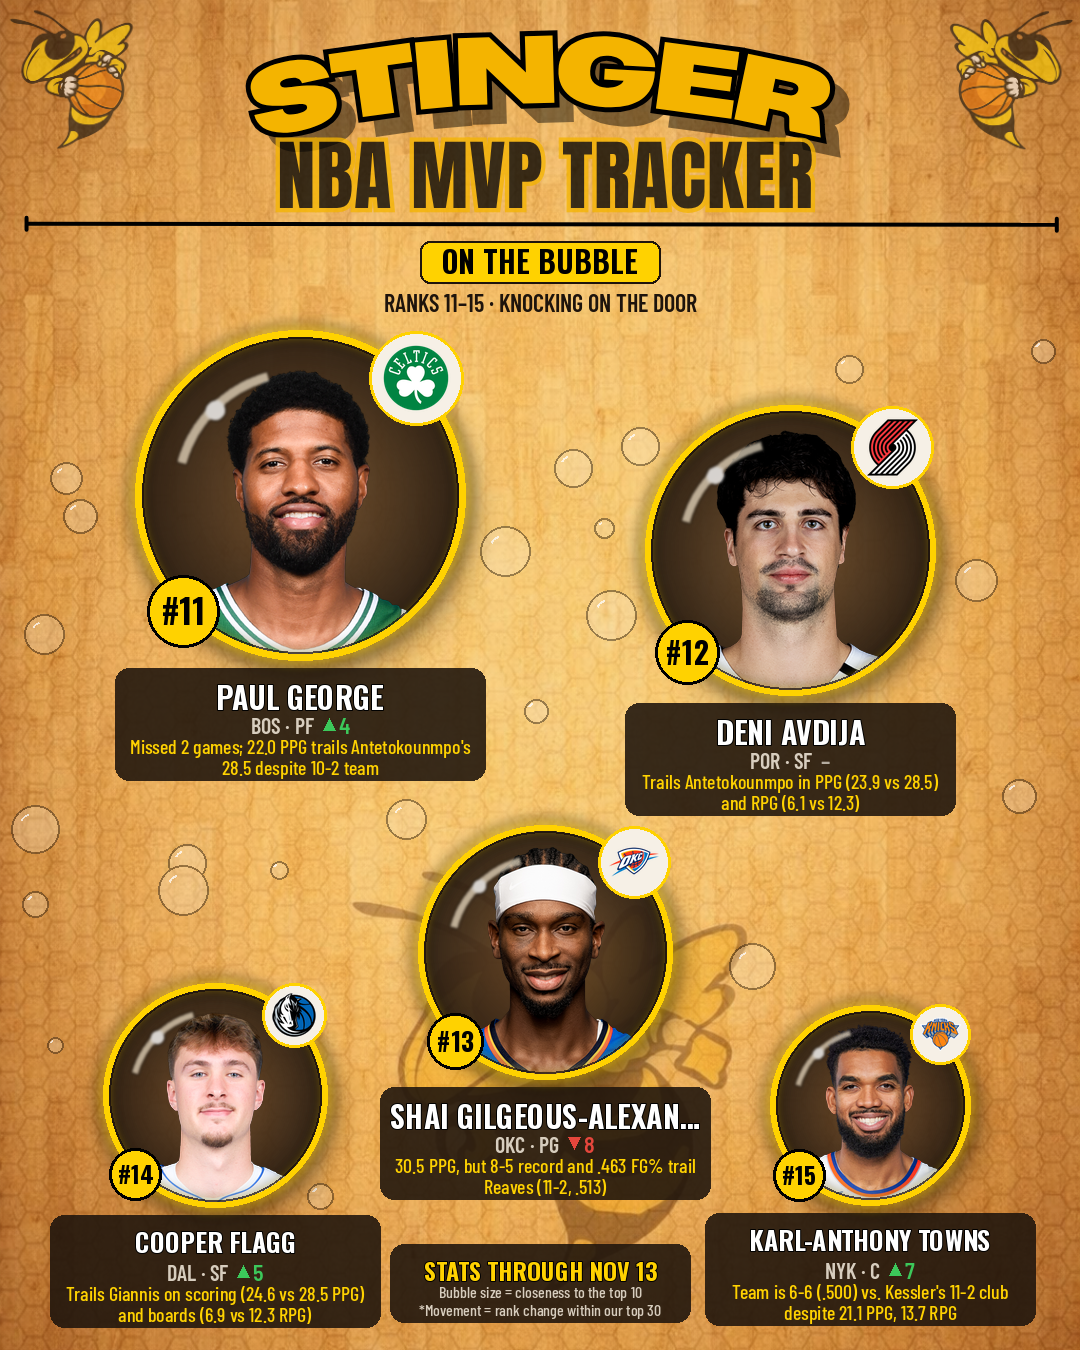 STINGER
NBA MVP TRACKER
ON THE BUBBLE
RANKS 11–15 · KNOCKING ON THE DOOR
CELTICS
#11
PAUL GEORGE
BOS · PF ▲4
Missed 2 games; 22.0 PPG trails Antetokounmpo's
28.5 despite 10-2 team
#12
DENI AVDIJA
POR · SF –
Trails Antetokounmpo in PPG (23.9 vs 28.5)
and RPG (6.1 vs 12.3)
OKC
#13
SHAI GILGEOUS-ALEXAN...
OKC · PG ▼8
30.5 PPG, but 8-5 record and .463 FG% trail
Reaves (11-2, .513)
#14
COOPER FLAGG
DAL · SF ▲5
Trails Giannis on scoring (24.6 vs 28.5 PPG)
and boards (6.9 vs 12.3 RPG)
KNICKS
#15
KARL-ANTHONY TOWNS
NYK · C ▲7
Team is 6-6 (.500) vs. Kessler's 11-2 club
despite 21.1 PPG, 13.7 RPG
STATS THROUGH NOV 13
Bubble size = closeness to the top 10
*Movement = rank change within our top 30